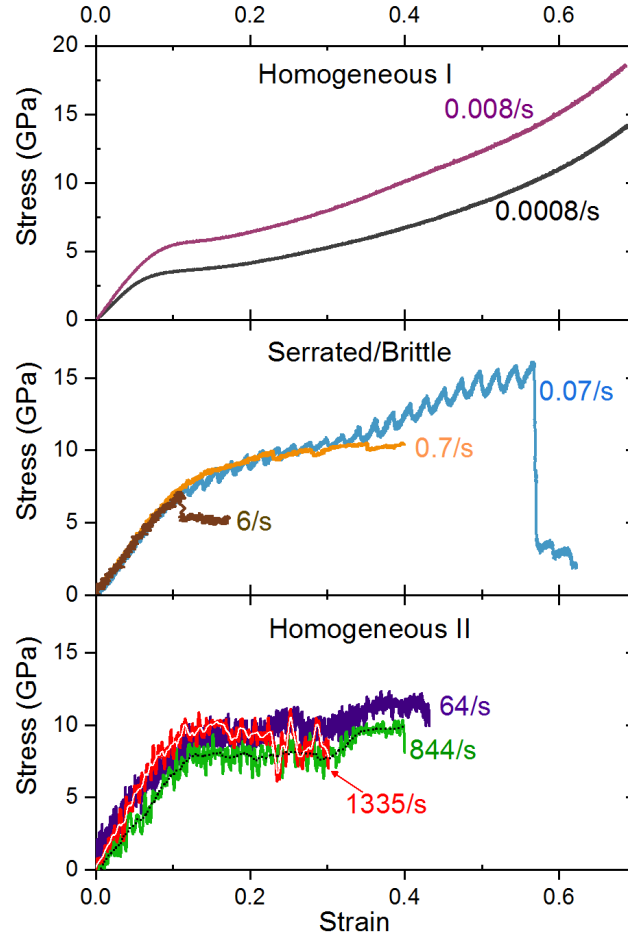 0.0 0.2 0.4 0.6
20
Homogeneous I
0.008/s
15
Stress (GPa)
10
0.0008/s
5
0
Serrated/Brittle
15
0.07/s
Stress (GPa)
10
0.7/s
5
6/s
0
Homogeneous II
15
Stress (GPa)
64/s
10
844/s
5
1335/s
0
0.0 0.2 0.4 0.6
Strain